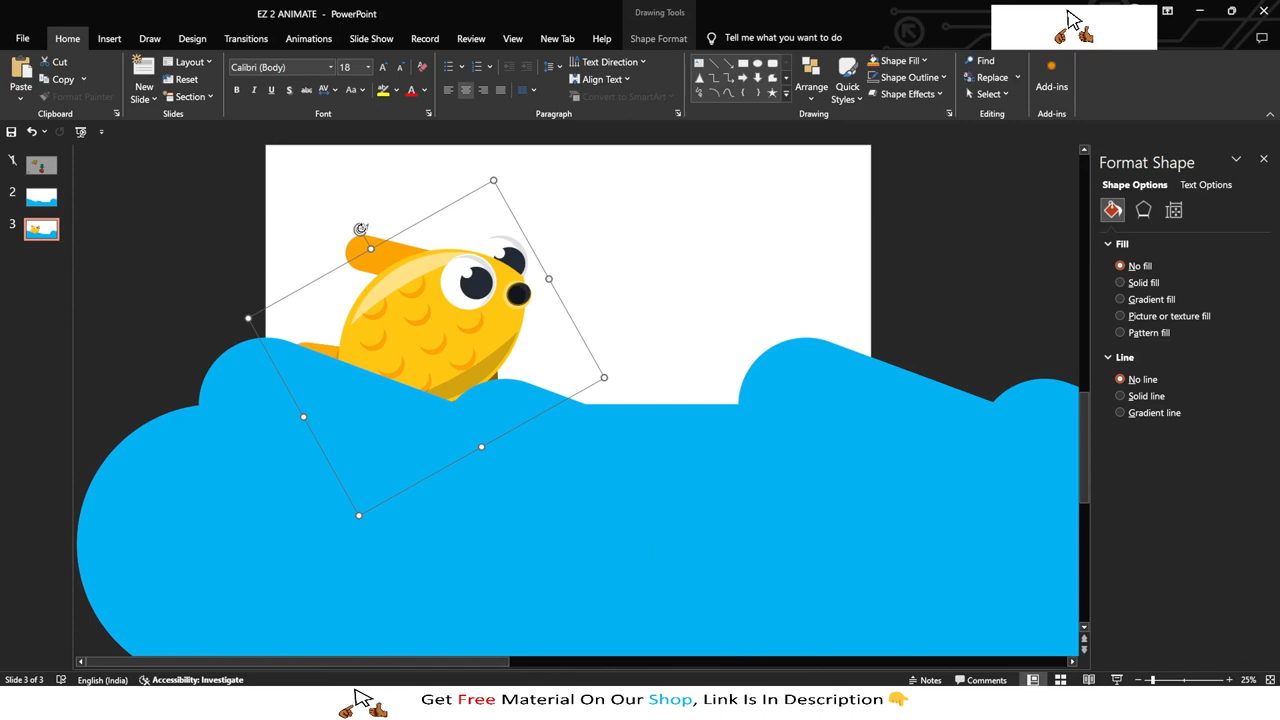 EZ 2 ANIMATE - PowerPoint
Drawing Tools
File Home Insert Draw Design Transitions Animations Slide Show Record Review View New Tab Help Shape Format Tell me what you want to do
Paste
Cut
Copy
Format Painter
Clipboard
New Slide
Layout
Reset
Section
Slides
Calibri (Body) 18
B I U S AV Aa A
Font
Text Direction
Align Text
Convert to SmartArt
Paragraph
Arrange
Quick Styles
Shape Fill
Shape Outline
Shape Effects
Drawing
Find
Replace
Select
Editing
Add-ins
Add-ins
2
3
Format Shape
Shape Options Text Options
Fill
No fill
Solid fill
Gradient fill
Picture or texture fill
Pattern fill
Line
No line
Solid line
Gradient line
Slide 3 of 3 English (India) Accessibility: Investigate Notes Comments 25%
Get Free Material On Our Shop, Link Is In Description